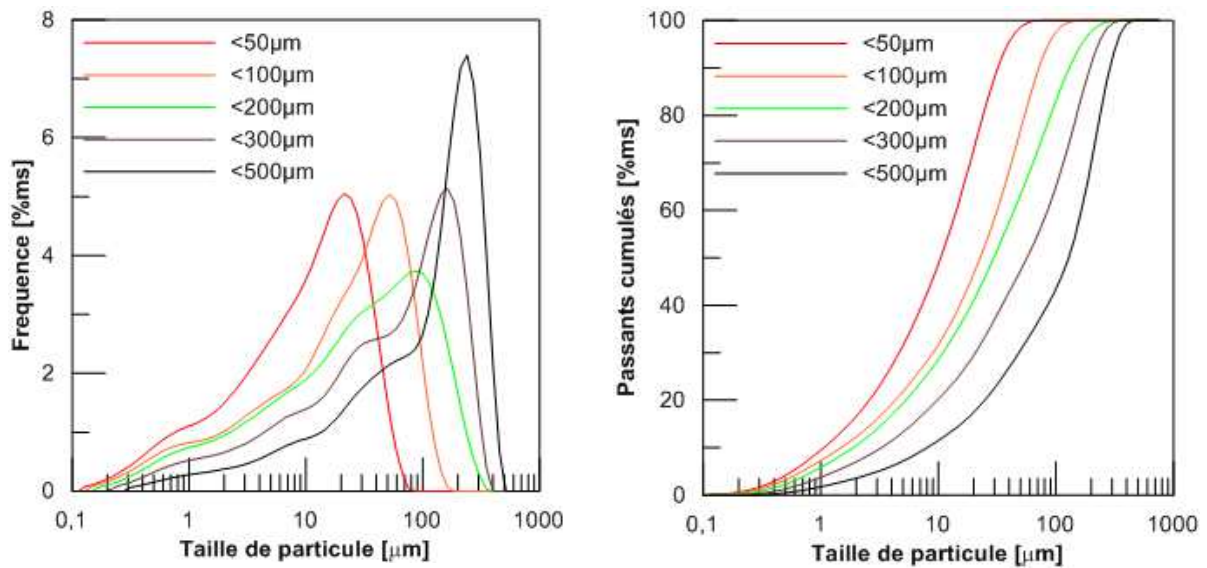 8
6
4
2
0
Frequence [%ms]
<50µm
<100µm
<200µm
<300µm
<500µm
0,1
1
10
100
1000
Taille de particule [µm]
100
80
60
40
20
0
Passants cumulés [%ms]
<50µm
<100µm
<200µm
<300µm
<500µm
0,1
1
10
100
1000
Taille de particule [µm]